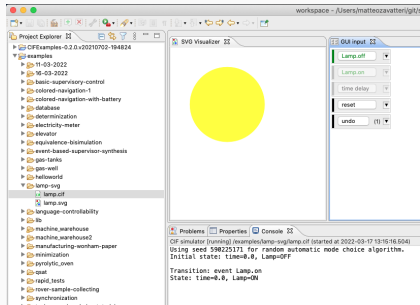 workspace - /Users/matteozavatteri/git/s
Project Explorer
CIFExamples-0.2.0.v20210702-194824
examples
11-03-2022
16-03-2022
basic-supervisory-control
colored-navigation-1
colored-navigation-with-battery
database
determinization
electricity-meter
elevator
equivalence-bisimulation
event-based-supervisor-synthesis
gas-tanks
gas-well
helloworld
lamp-svg
lamp.cif
lamp.svg
language-controllability
lib
machine_warehouse
machine_warehouse2
manufacturing-wonham-paper
minimization
pyrolytic_oven
qsat
rapid_tests
rover-sample-collecting
synchronization
SVG Visualizer
GUI input
Lamp.off
Lamp.on
time delay
reset
undo (1)
Problems Properties Console
CIF simulator [running] /examples/lamp-svg/lamp.cif (started at 2022-03-17 13:15:16.504)
Using seed 590225171 for random automatic mode choice algorithm.
Initial state: time=0.0, Lamp=OFF
Transition: event Lamp.on
State: time=0.0, Lamp=ON